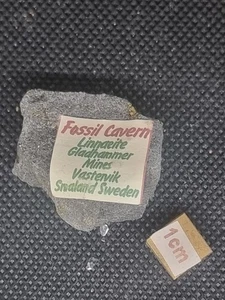 Fossil Cavern
Linnaeite
Gladhammer
Mines
Vastervik
Smaland Sweden
1cm